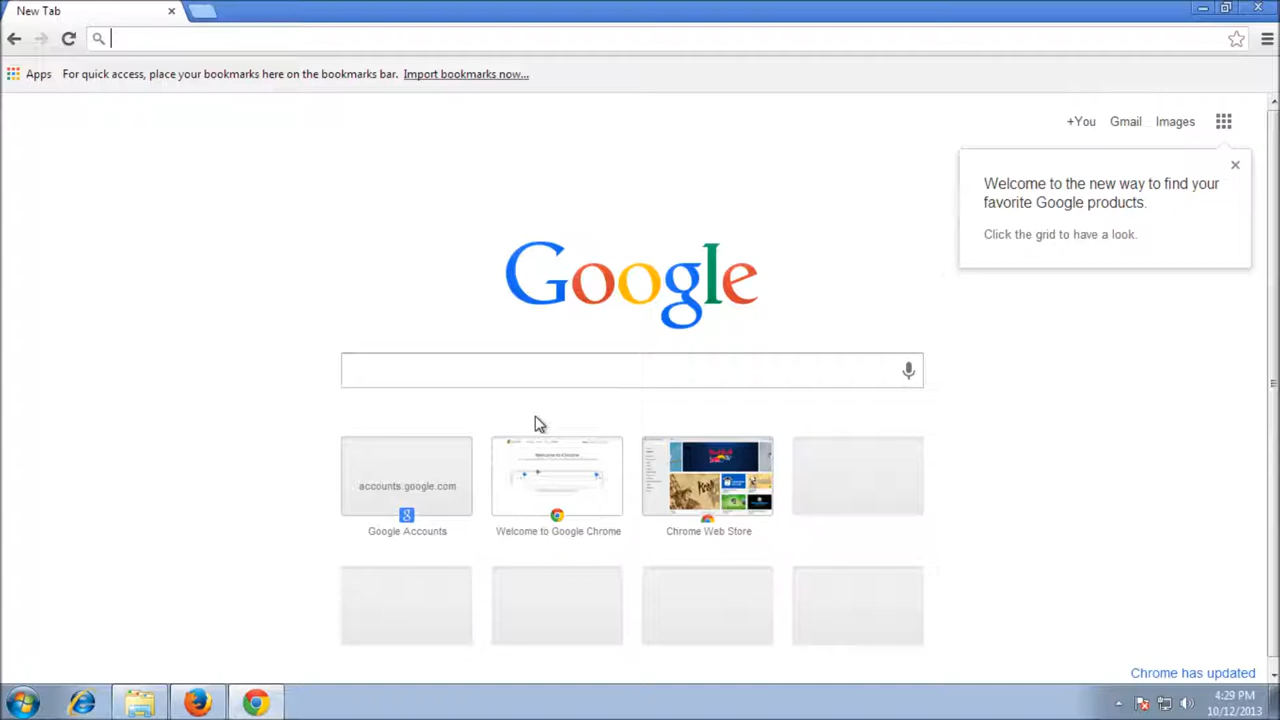 New Tab
Apps For quick access, place your bookmarks here on the bookmarks bar. Import bookmarks now...
+You Gmail Images
Welcome to the new way to find your
favorite Google products.
Click the grid to have a look.
Google
accounts.google.com
Welcome to Chrome
Google Accounts
Welcome to Google Chrome
Chrome Web Store
Chrome has updated
4:29 PM
10/12/2013